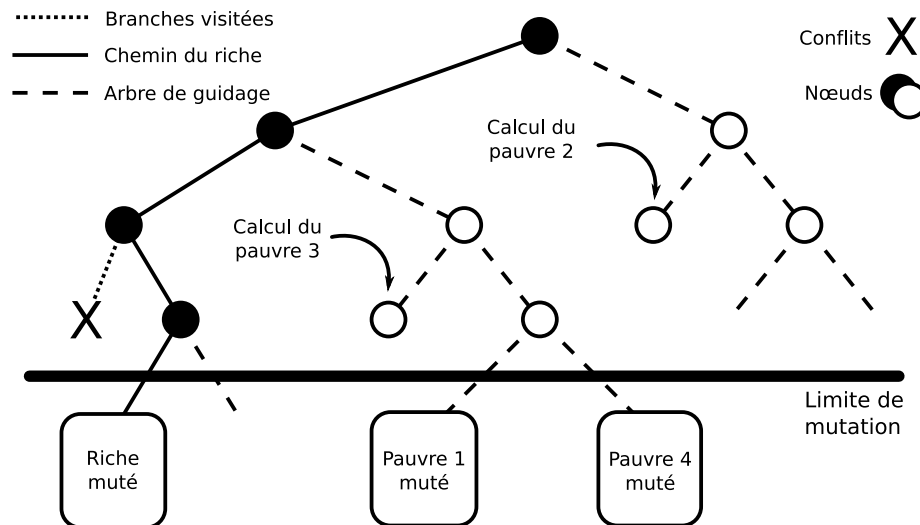 Branches visitées
Chemin du riche
Arbre de guidage
Conflits X
Nœuds
Calcul du
pauvre 2
Calcul du
pauvre 3
X
Limite de
mutation
Riche
muté
Pauvre 1
muté
Pauvre 4
muté